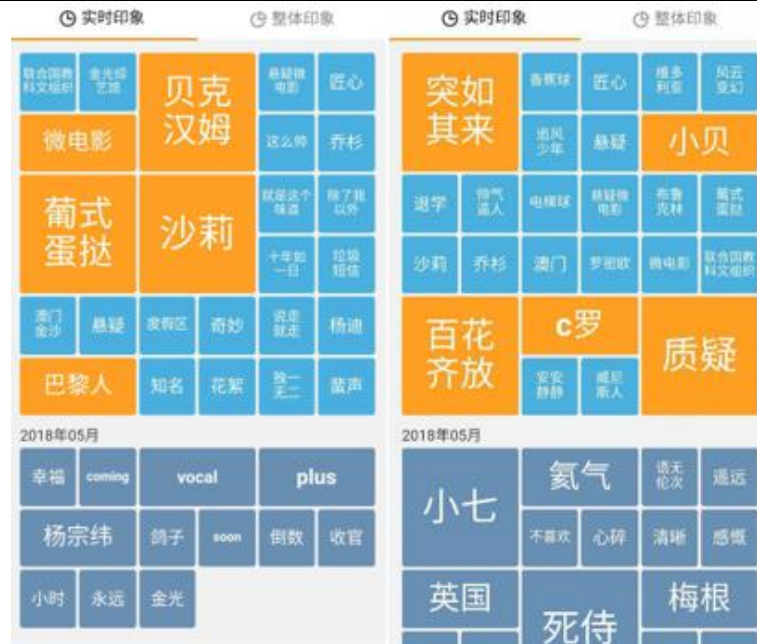 实时印象
整体印象
联合国教
科文组织
金光综
艺馆
贝克
汉姆
悬疑微
电影
匠心
微电影
这么帅
乔杉
葡式
蛋挞
沙莉
就是这个
味道
除了我
以外
十年如
一日
垃圾
短信
澳门
金沙
悬疑
度假区
奇妙
说走
就走
杨迪
巴黎人
知名
花絮
独一
无二
蓝声
2018年05月
幸福
coming
vocal
plus
杨宗纬
鸽子
soon
倒数
收官
小时
永远
金光
实时印象
整体印象
突如
其来
香蕉球
匠心
维多
利亚
风云
变幻
追风
少年
悬疑
小贝
退学
帅气
逼人
电梯球
悬疑微
电影
布鲁
克林
葡式
蛋挞
沙莉
乔杉
澳门
罗密欧
微电影
联合国教
科文组织
百花
齐放
c罗
质疑
安安
静静
威尼
斯人
2018年05月
小七
氦气
语无
伦次
遥远
不喜欢
心碎
清晰
感慨
英国
死侍
梅根